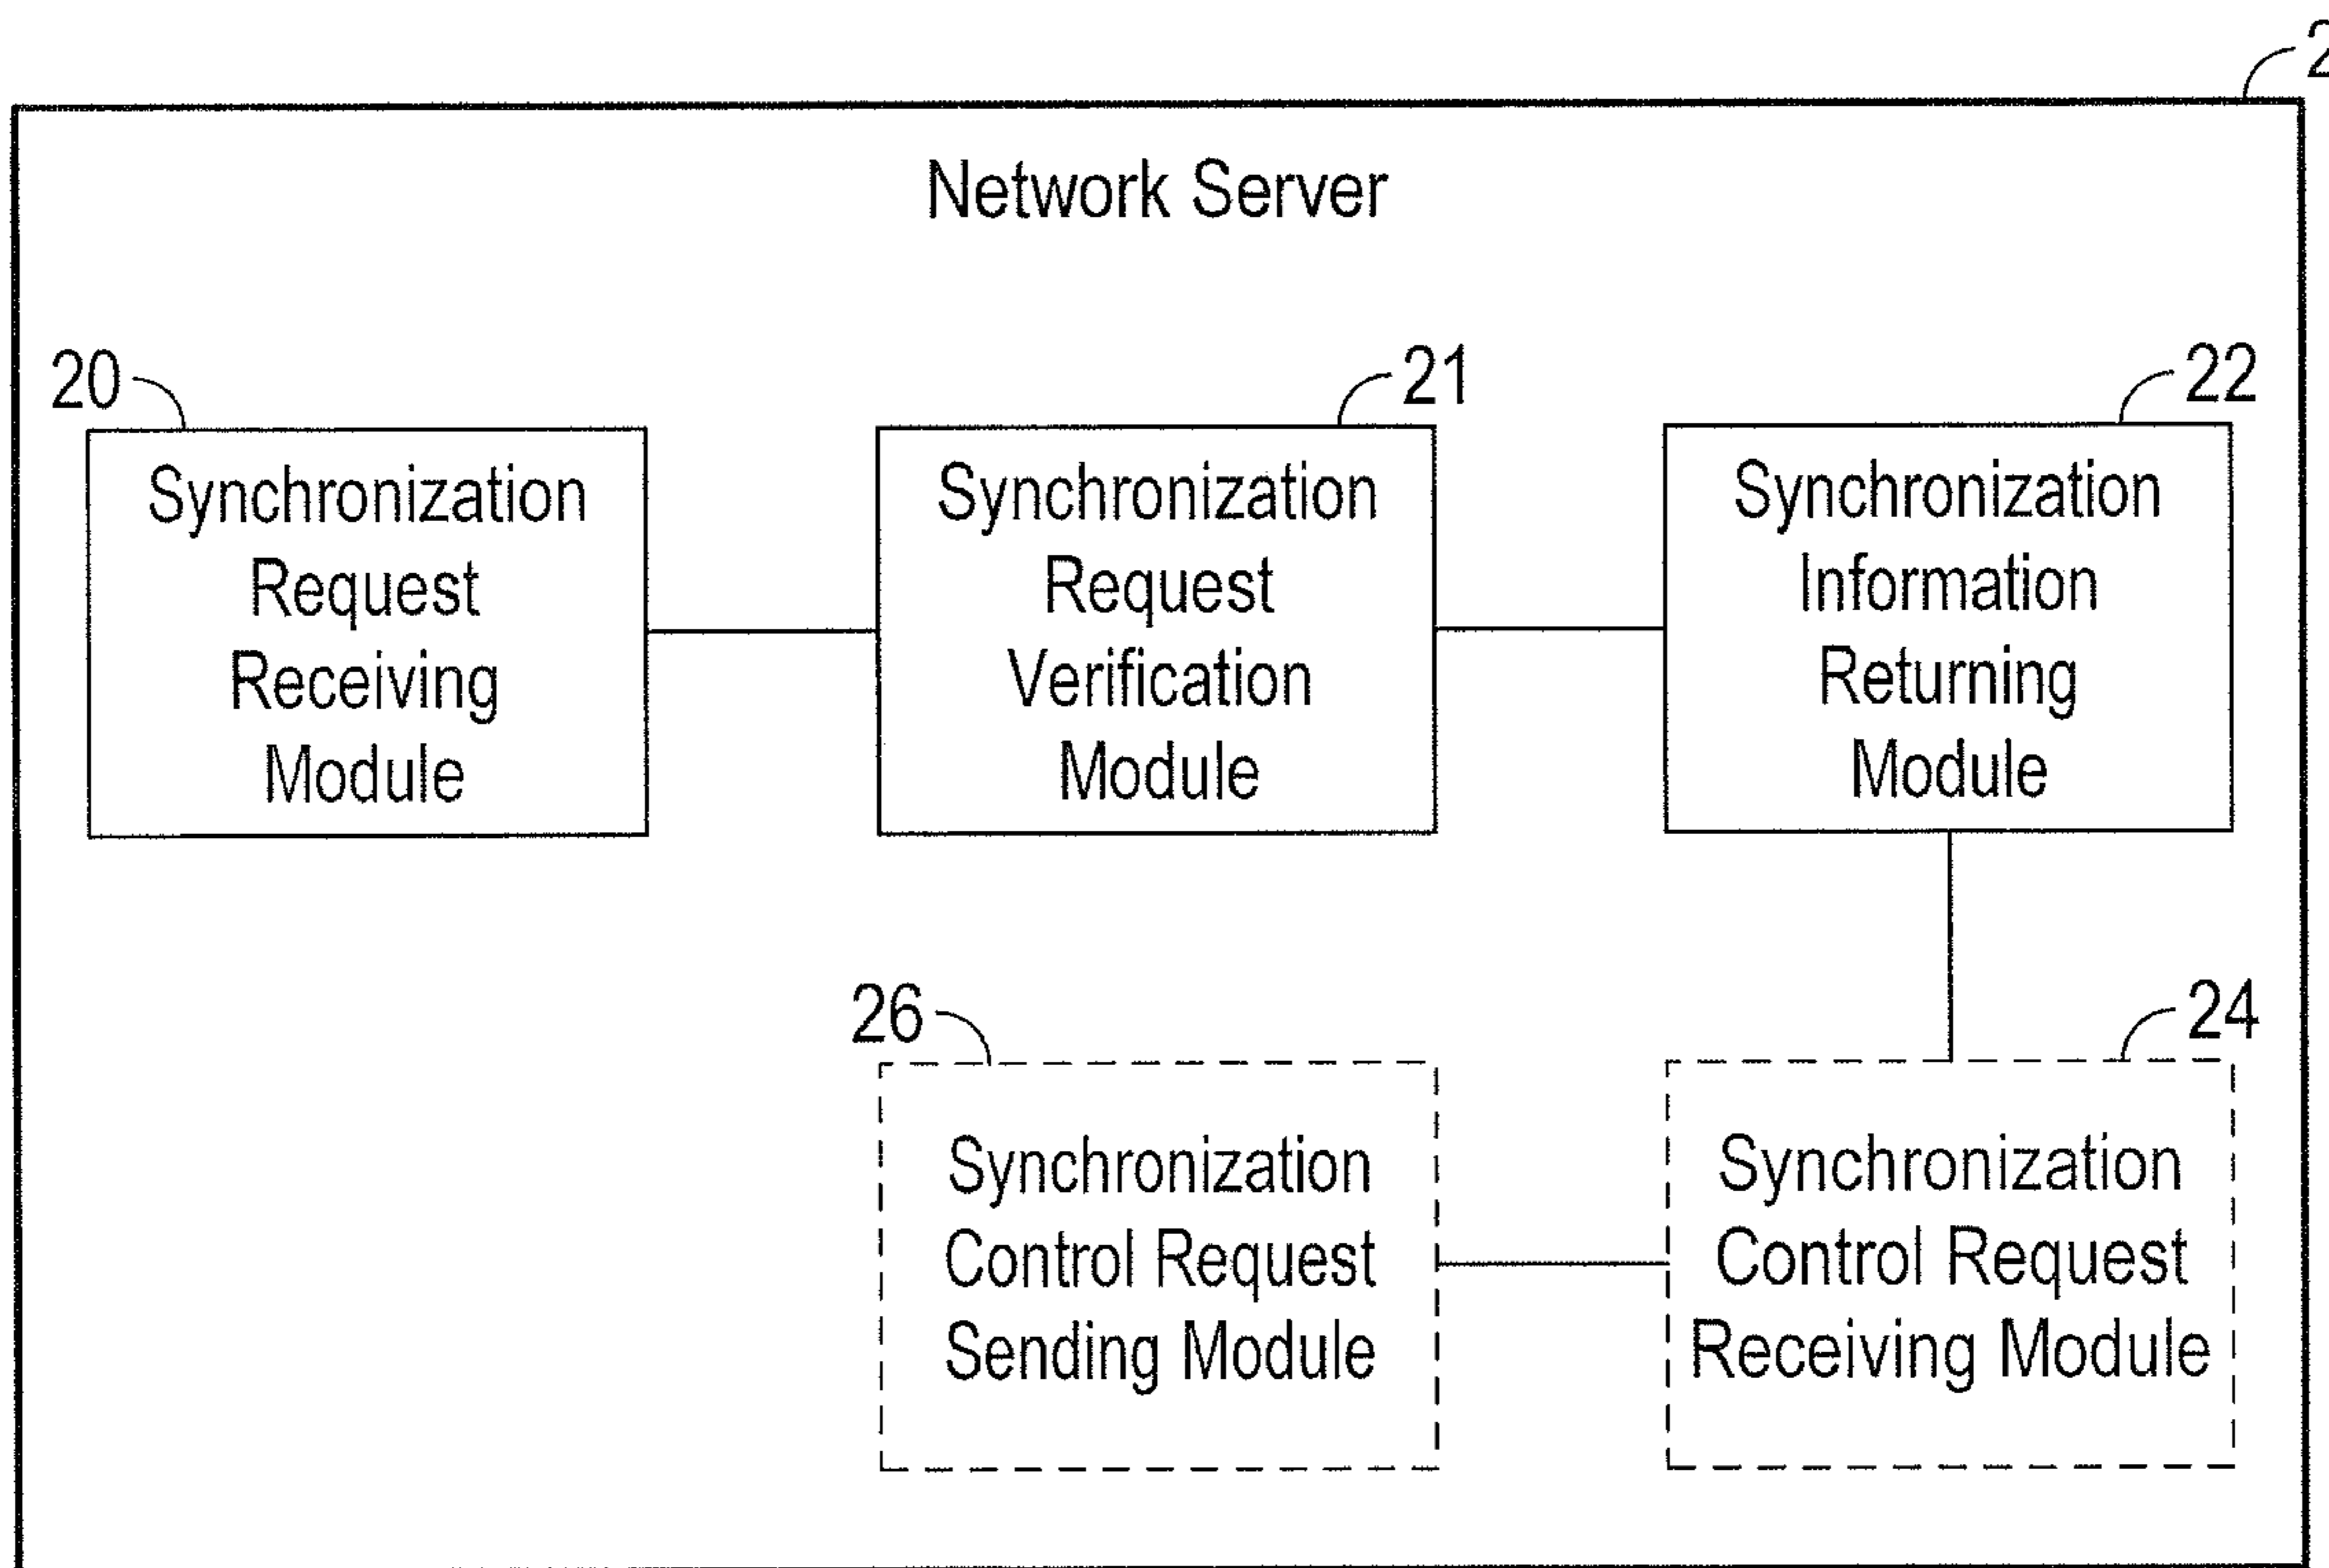 2
Network Server
20
21
22
Synchronization
Request
Receiving
Module
Synchronization
Request
Verification
Module
Synchronization
Information
Returning
Module
26
24
Synchronization
Control Request
Sending Module
Synchronization
Control Request
Receiving Module